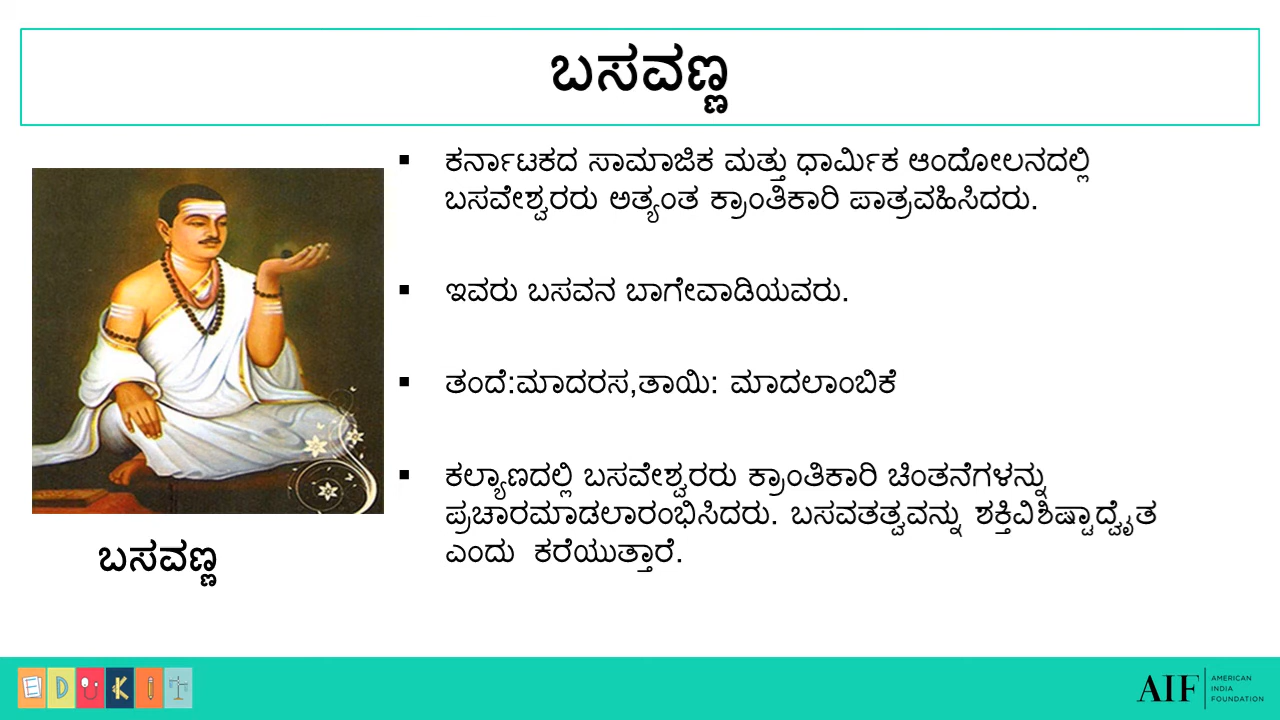 ಬಸವಣ್ಣ
ಕರ್ನಾಟಕದ ಸಾಮಾಜಿಕ ಮತ್ತು ಧಾರ್ಮಿಕ ಆಂದೋಲನದಲ್ಲಿ
ಬಸವೇಶ್ವರರು ಅತ್ಯಂತ ಕ್ರಾಂತಿಕಾರಿ ಪಾತ್ರವಹಿಸಿದರು.
ಇವರು ಬಸವನ ಬಾಗೇವಾಡಿಯವರು.
ತಂದೆ:ಮಾದರಸ,ತಾಯಿ: ಮಾದಲಾಂಬಿಕೆ
ಕಲ್ಯಾಣದಲ್ಲಿ ಬಸವೇಶ್ವರರು ಕ್ರಾಂತಿಕಾರಿ ಚಿಂತನೆಗಳನ್ನು
ಪ್ರಚಾರಮಾಡಲಾರಂಭಿಸಿದರು. ಬಸವತತ್ವವನ್ನು ಶಕ್ತಿವಿಶಿಷ್ಟಾದ್ವೈತ
ಎಂದು ಕರೆಯುತ್ತಾರೆ.
ಬಸವಣ್ಣ
EDUKIT
AIF
AMERICAN
INDIA
FOUNDATION